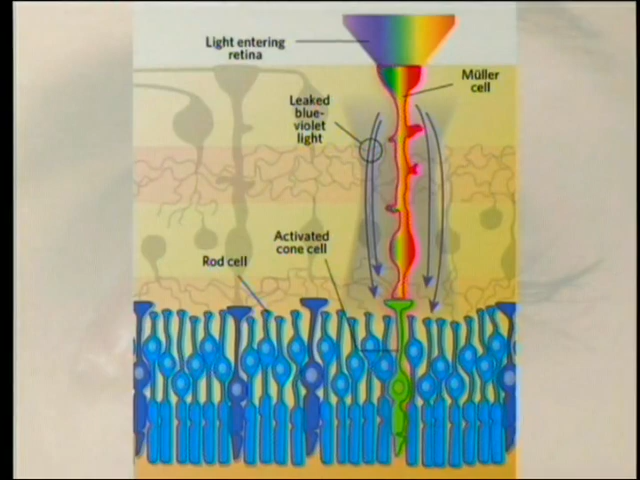 Light entering
retina
Müller
cell
Leaked
blue-
violet
light
Activated
cone cell
Rod cell